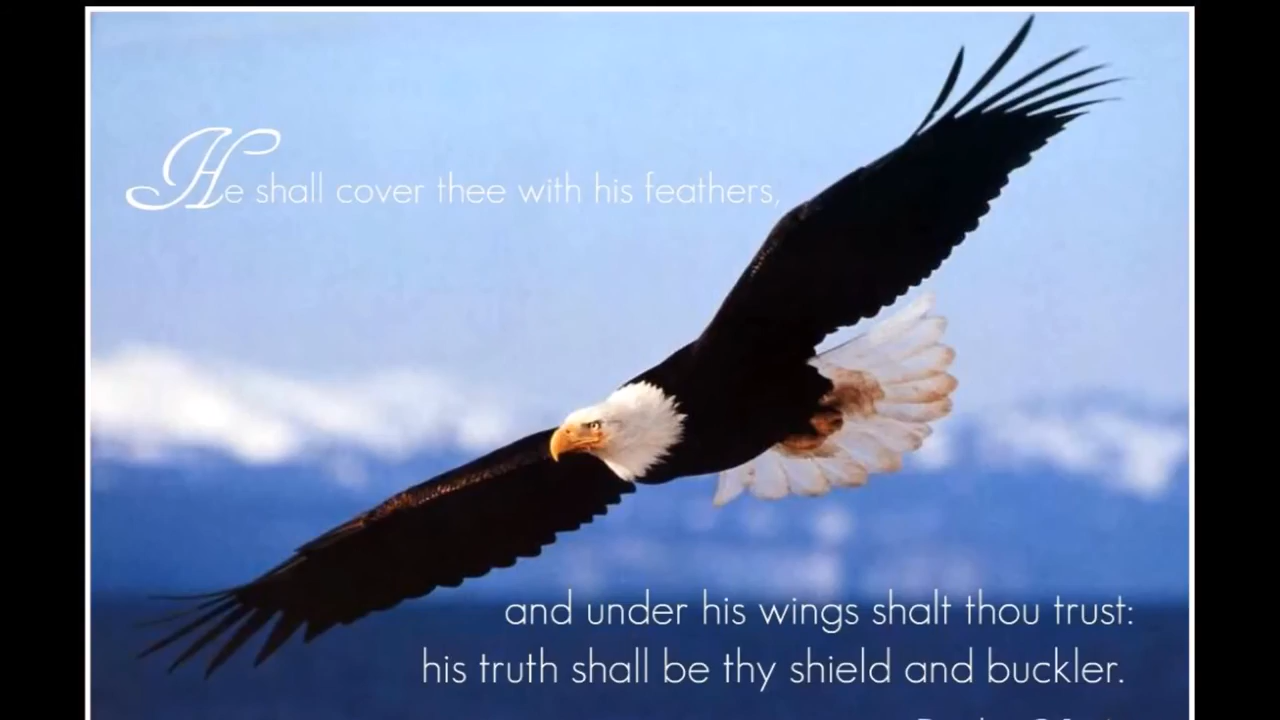 He shall cover thee with his feathers,
and under his wings shalt thou trust:
his truth shall be thy shield and buckler.